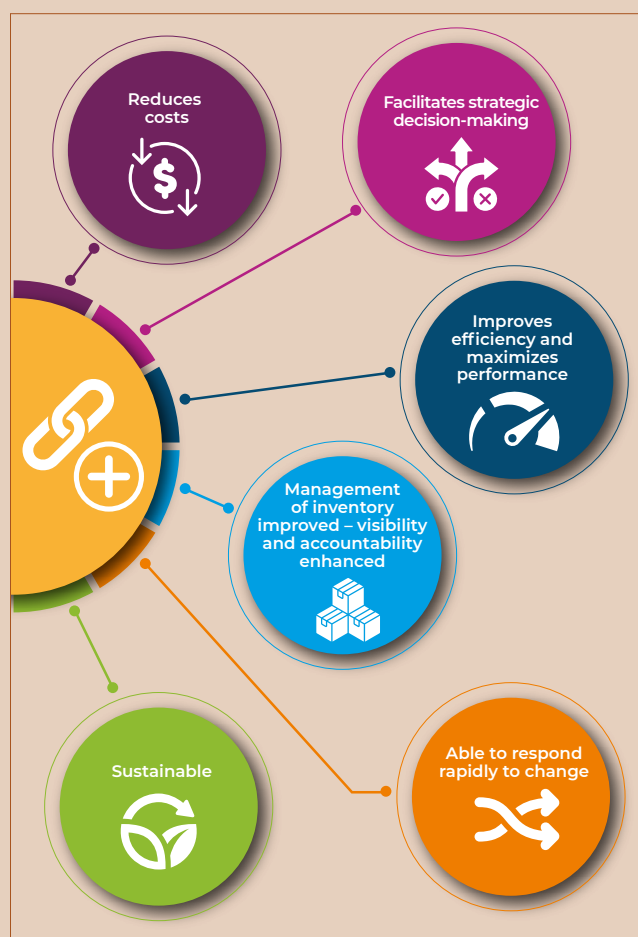 Reduces
costs
Facilitates strategic
decision-making
Improves
efficiency and
maximizes
performance
Management
of inventory
improved – visibility
and accountability
enhanced
Able to respond
rapidly to change
Sustainable